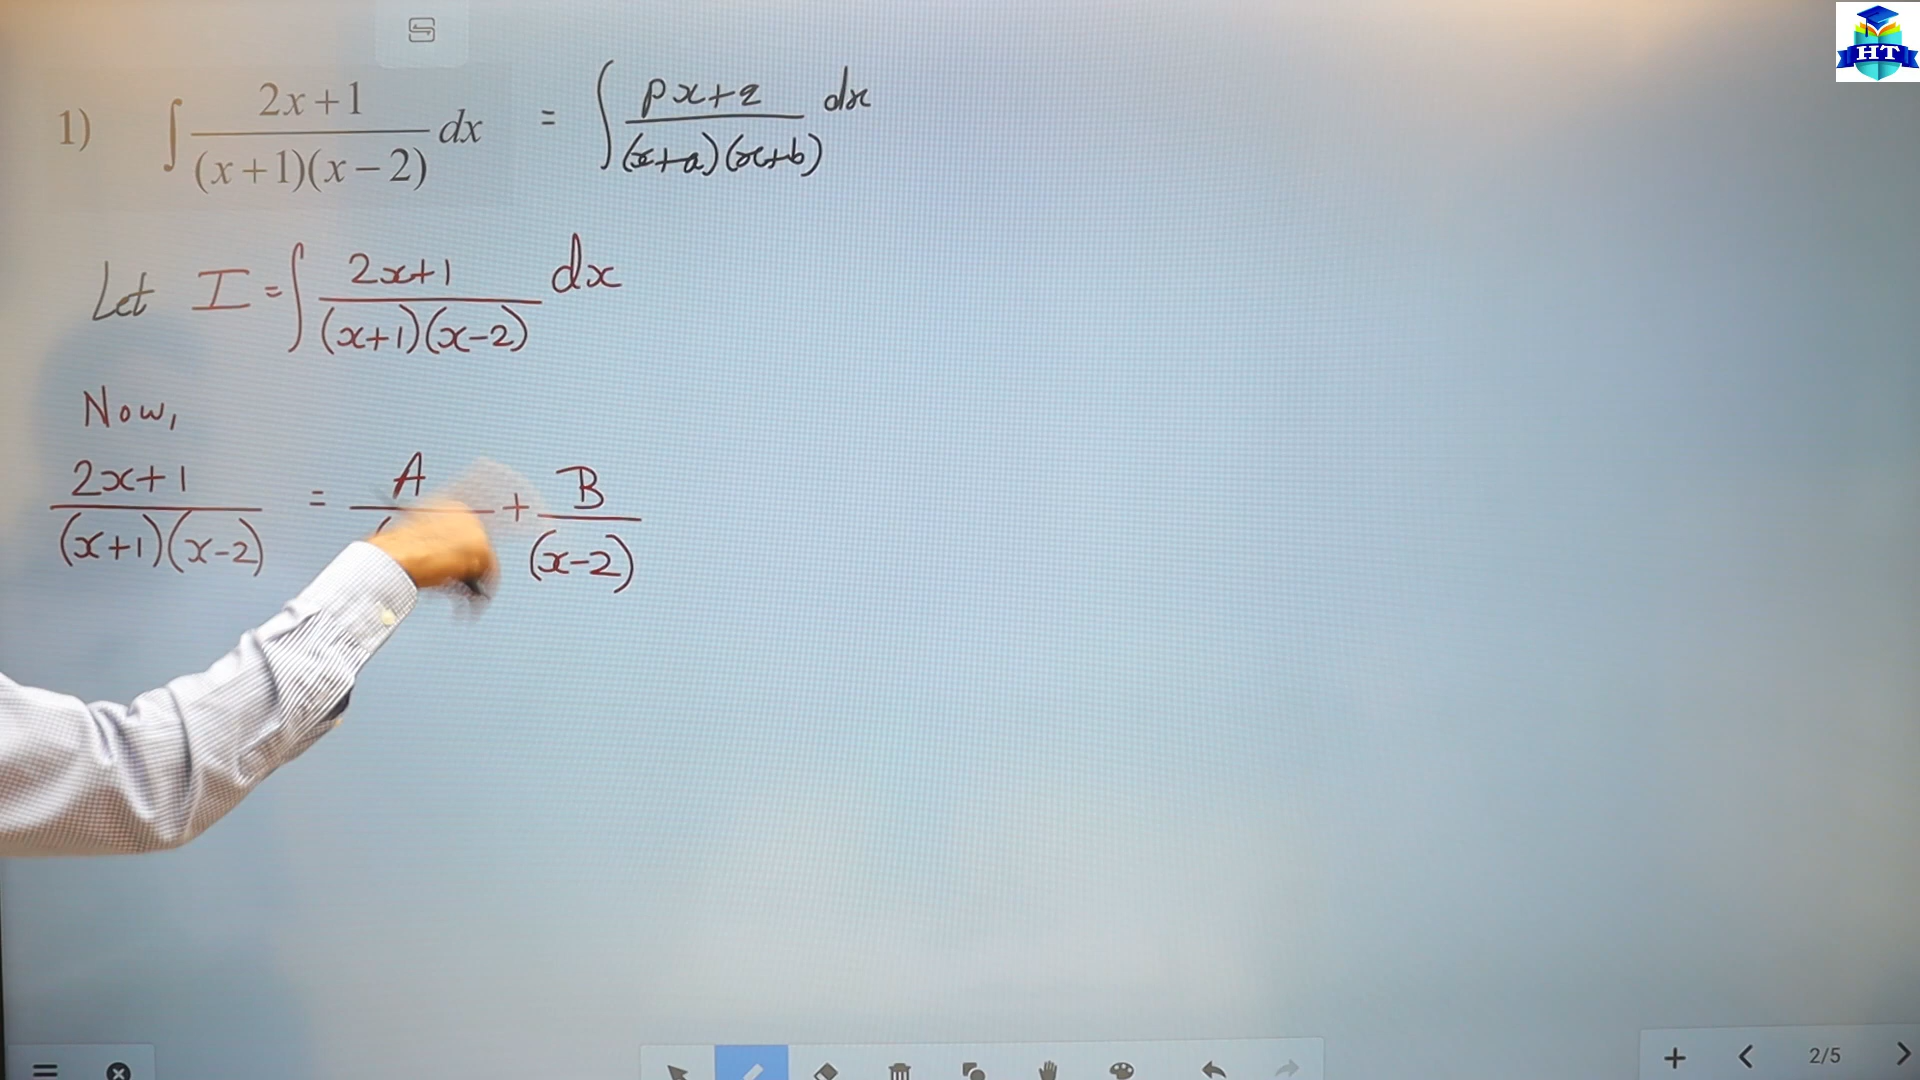 1) ∫ 2x+1 / (x+1)(x−2) dx = ∫ px+q / (x+a)(x+b) dx
Let I = ∫ 2x+1 / (x+1)(x−2) dx
Now,
2x+1 / (x+1)(x−2) = A / ( + B / (x−2)
HT
2/5